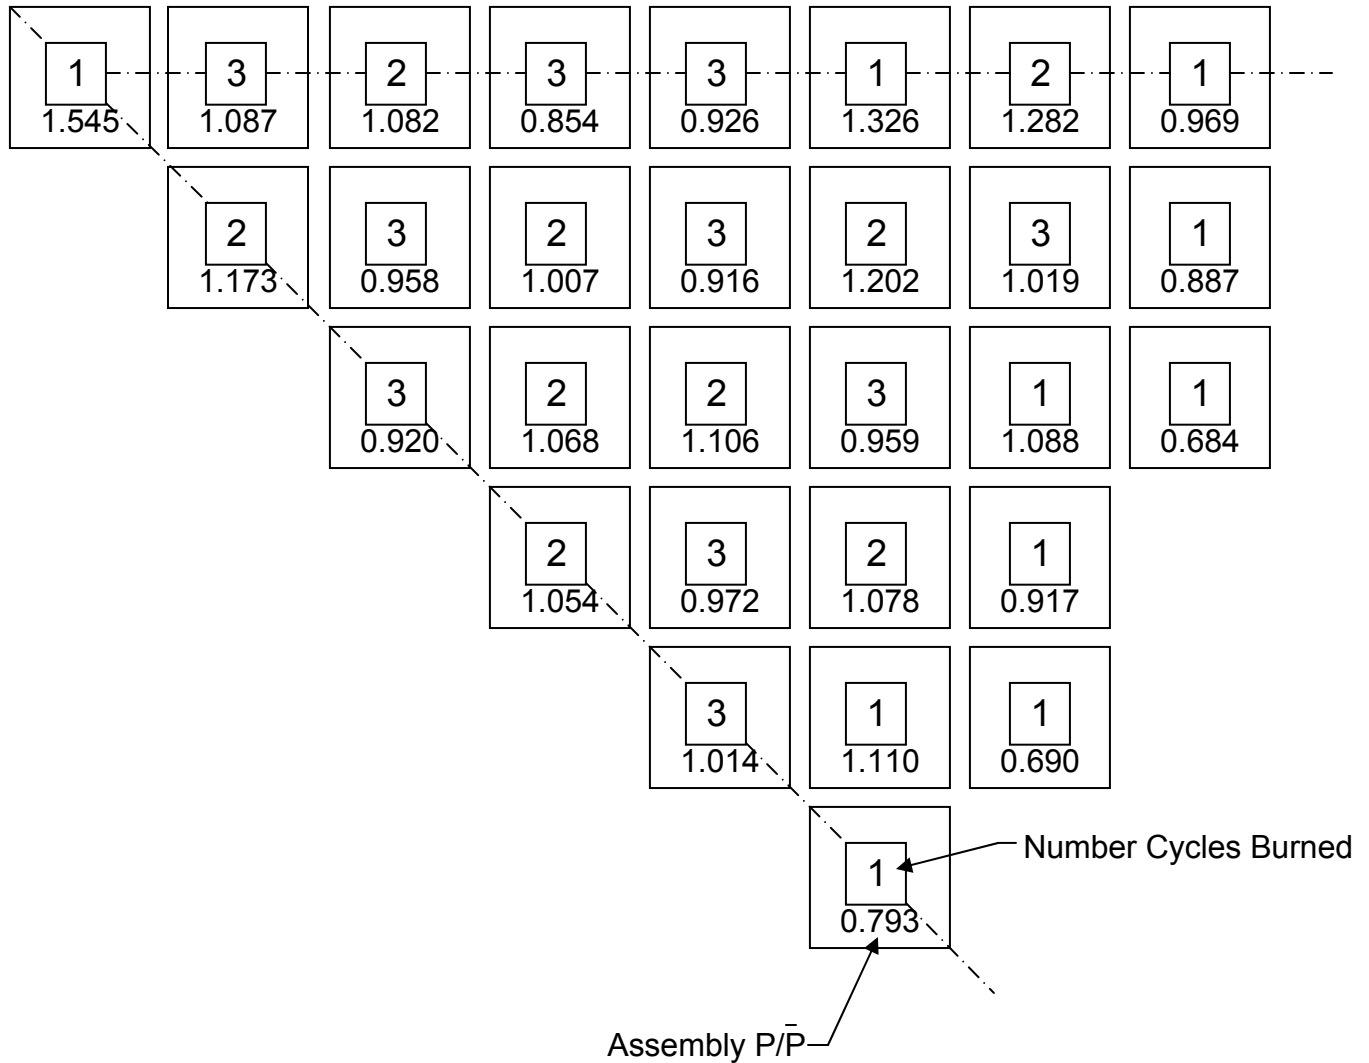 1 3 2 3 3 1 2 1
1.545 1.087 1.082 0.854 0.926 1.326 1.282 0.969
2 3 2 3 2 3 1
1.173 0.958 1.007 0.916 1.202 1.019 0.887
3 2 2 3 1 1
0.920 1.068 1.106 0.959 1.088 0.684
2 3 2 1
1.054 0.972 1.078 0.917
3 1 1
1.014 1.110 0.690
1 Number Cycles Burned
0.793
Assembly P/P̄